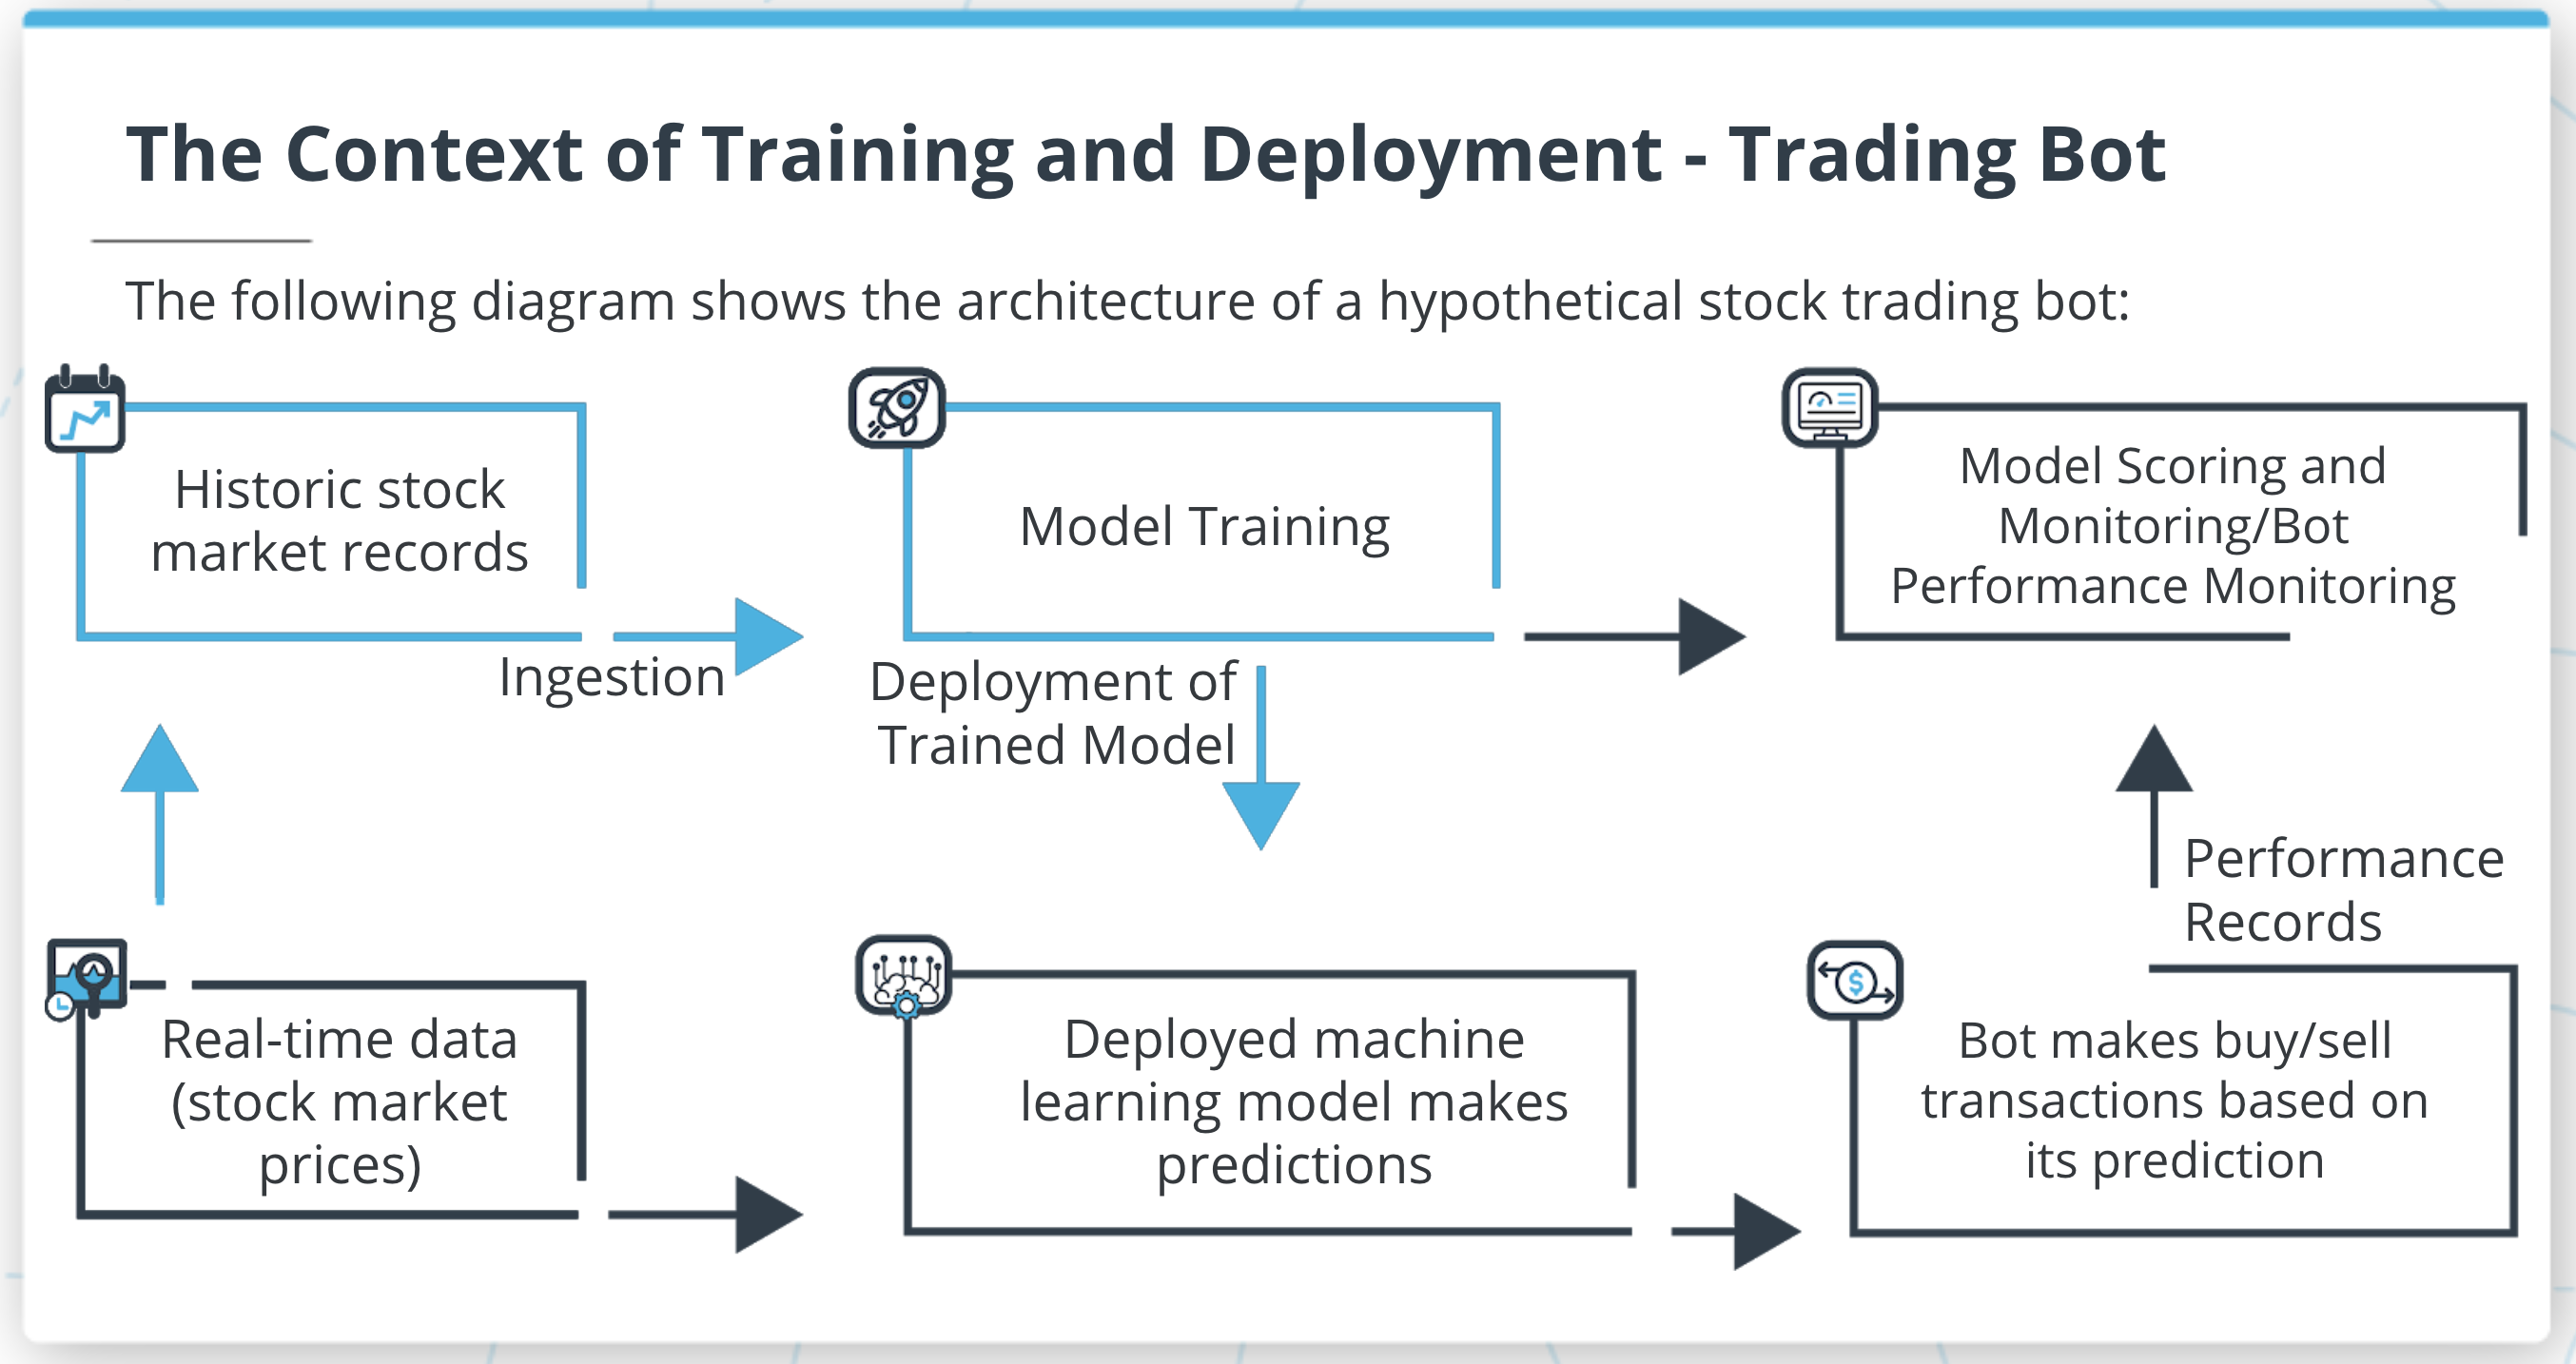 The Context of Training and Deployment - Trading Bot
The following diagram shows the architecture of a hypothetical stock trading bot:
Historic stock
market records
Ingestion
Model Training
Deployment of
Trained Model
Model Scoring and
Monitoring/Bot
Performance Monitoring
Real-time data
(stock market
prices)
Deployed machine
learning model makes
predictions
Bot makes buy/sell
transactions based on
its prediction
Performance
Records